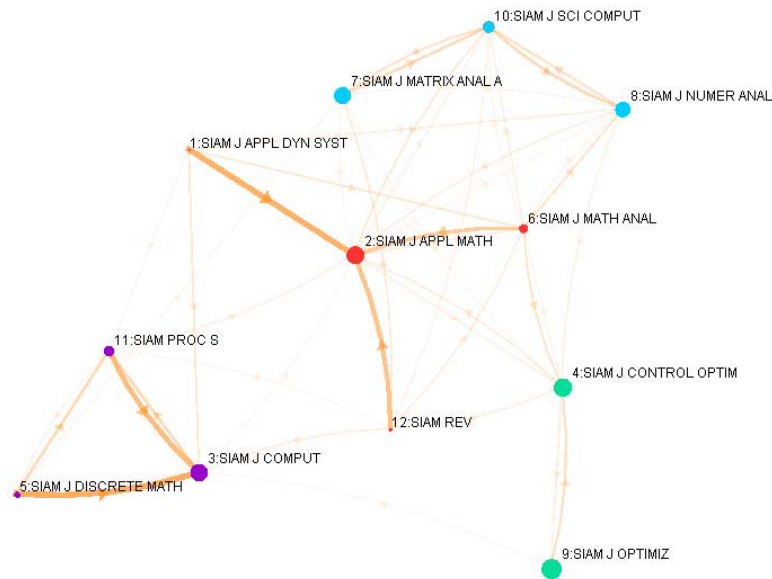 10:SIAM J SCI COMPUT
7:SIAM J MATRIX ANAL A
8:SIAM J NUMER ANAL
1:SIAM J APPL DYN SYST
6:SIAM J MATH ANAL
2:SIAM J APPL MATH
11:SIAM PROC S
4:SIAM J CONTROL OPTIM
12:SIAM REV
3:SIAM J COMPUT
5:SIAM J DISCRETE MATH
9:SIAM J OPTIMIZ